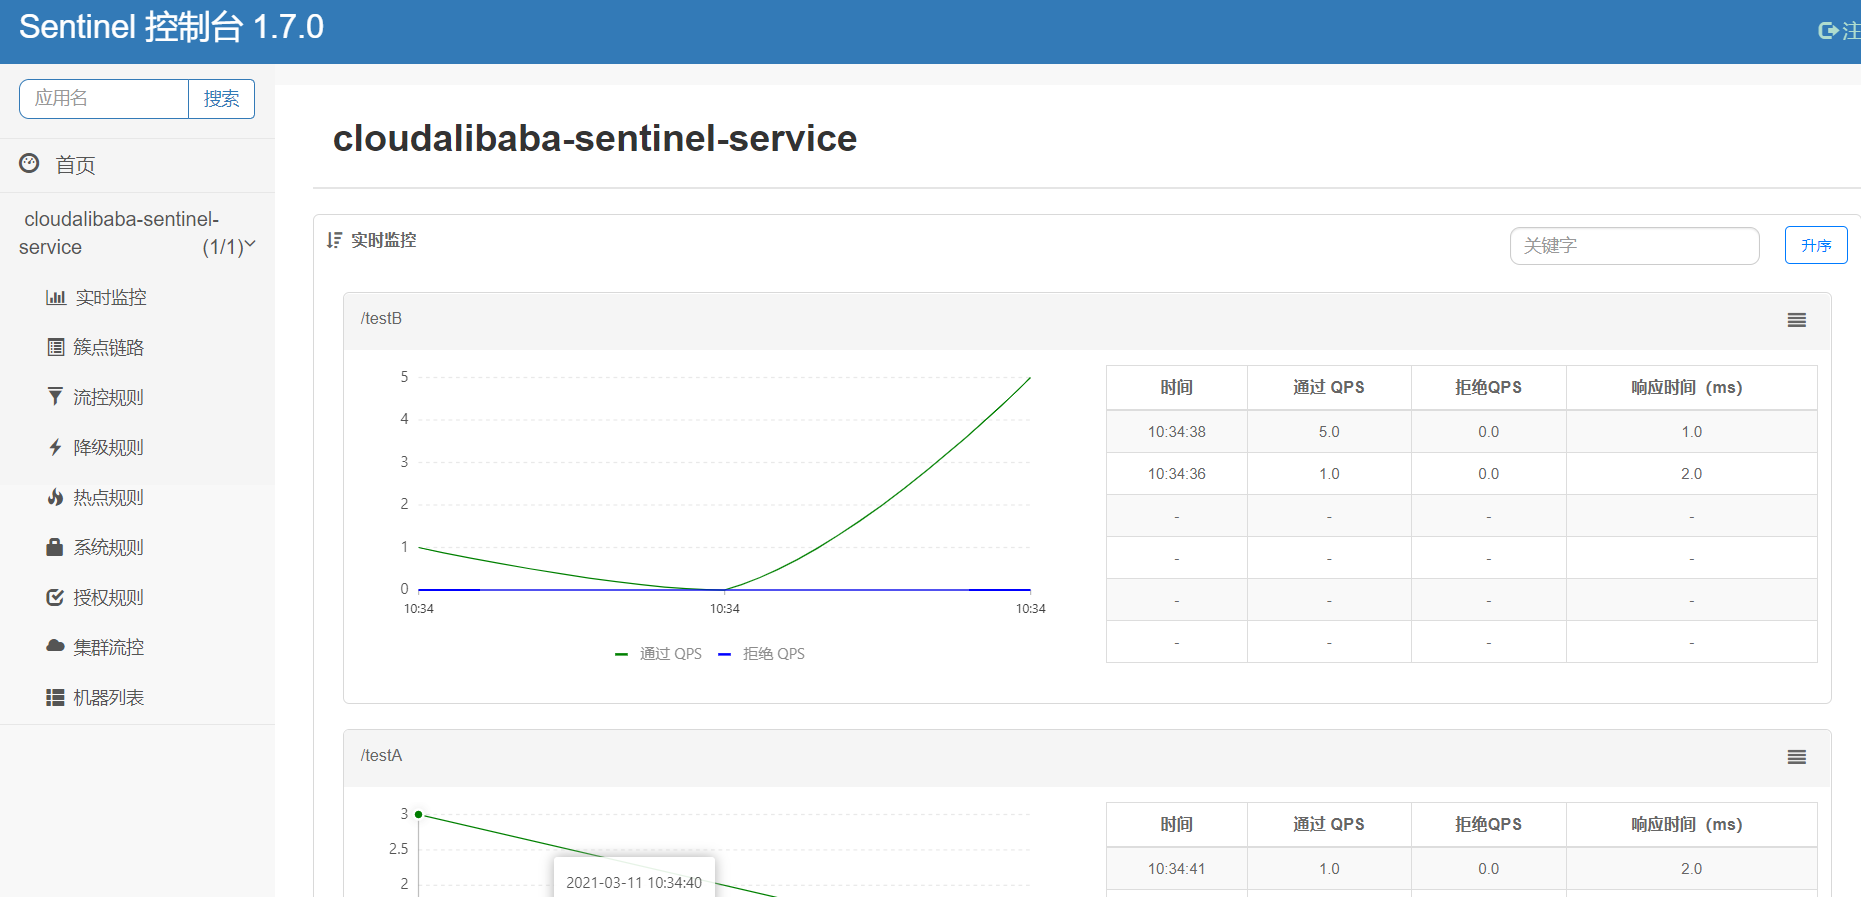 Sentinel 控制台 1.7.0
注
应用名
搜索
首页
cloudalibaba-sentinel-
service (1/1)
实时监控
簇点链路
流控规则
降级规则
热点规则
系统规则
授权规则
集群流控
机器列表
cloudalibaba-sentinel-service
实时监控
关键字
升序
/testB
5
4
3
2
1
0
10:34 10:34 10:34
通过 QPS 拒绝 QPS
时间 通过 QPS 拒绝QPS 响应时间 (ms)
10:34:38 5.0 0.0 1.0
10:34:36 1.0 0.0 2.0
- - - -
- - - -
- - - -
- - - -
/testA
3
2.5
2
2021-03-11 10:34:40
时间 通过 QPS 拒绝QPS 响应时间 (ms)
10:34:41 1.0 0.0 2.0